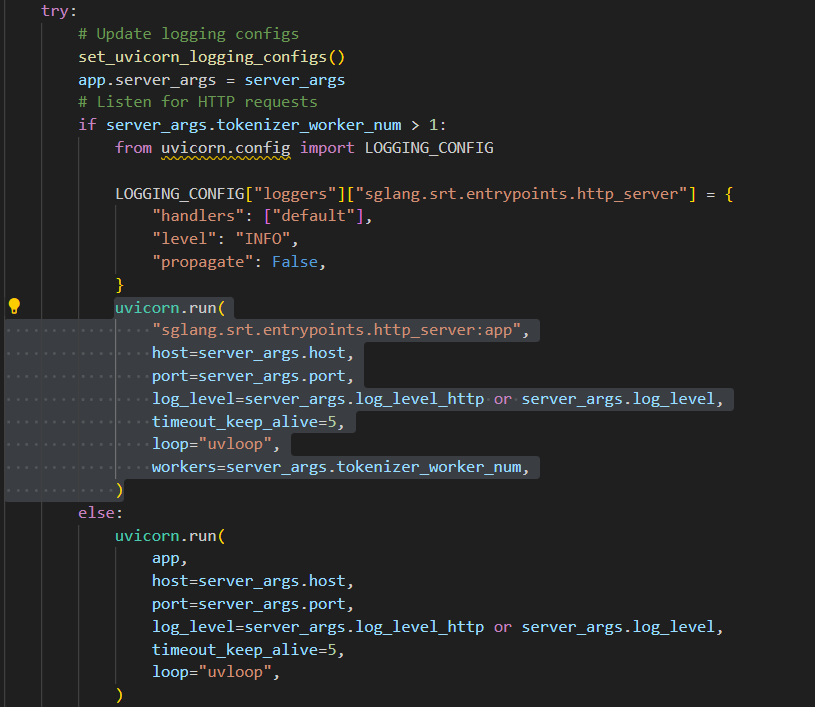 try:
# Update logging configs
set_uvicorn_logging_configs()
app.server_args = server_args
# Listen for HTTP requests
if server_args.tokenizer_worker_num > 1:
from uvicorn.config import LOGGING_CONFIG
LOGGING_CONFIG["loggers"]["sglang.srt.entrypoints.http_server"] = {
"handlers": ["default"],
"level": "INFO",
"propagate": False,
}
uvicorn.run(
"sglang.srt.entrypoints.http_server:app",
host=server_args.host,
port=server_args.port,
log_level=server_args.log_level_http or server_args.log_level,
timeout_keep_alive=5,
loop="uvloop",
workers=server_args.tokenizer_worker_num,
)
else:
uvicorn.run(
app,
host=server_args.host,
port=server_args.port,
log_level=server_args.log_level_http or server_args.log_level,
timeout_keep_alive=5,
loop="uvloop",
)